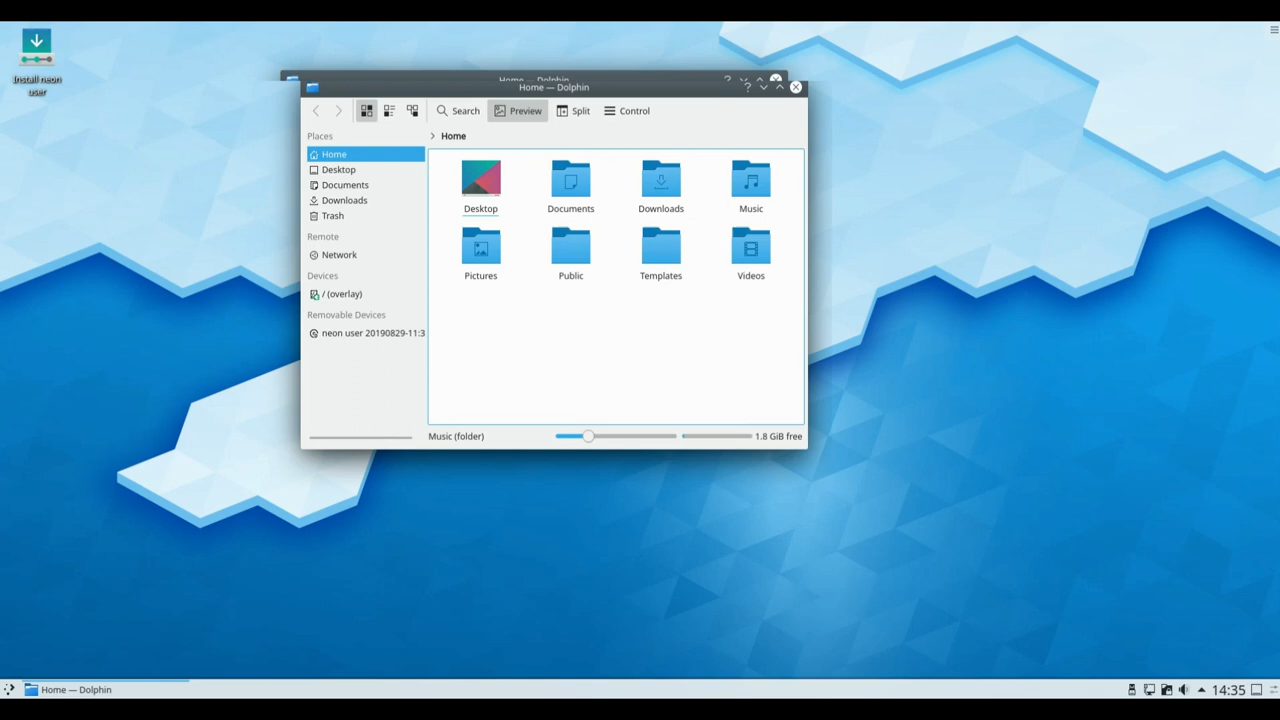 Install neon
user
Home — Dolphin
Home — Dolphin
Search
Preview
Split
Control
Places
Home
Home
Desktop
Documents
Downloads
Trash
Remote
Network
Devices
/ (overlay)
Removable Devices
neon user 20190829-11:3
Desktop
Documents
Downloads
Music
Pictures
Public
Templates
Videos
Music (folder)
1.8 GiB free
Home — Dolphin
14:35